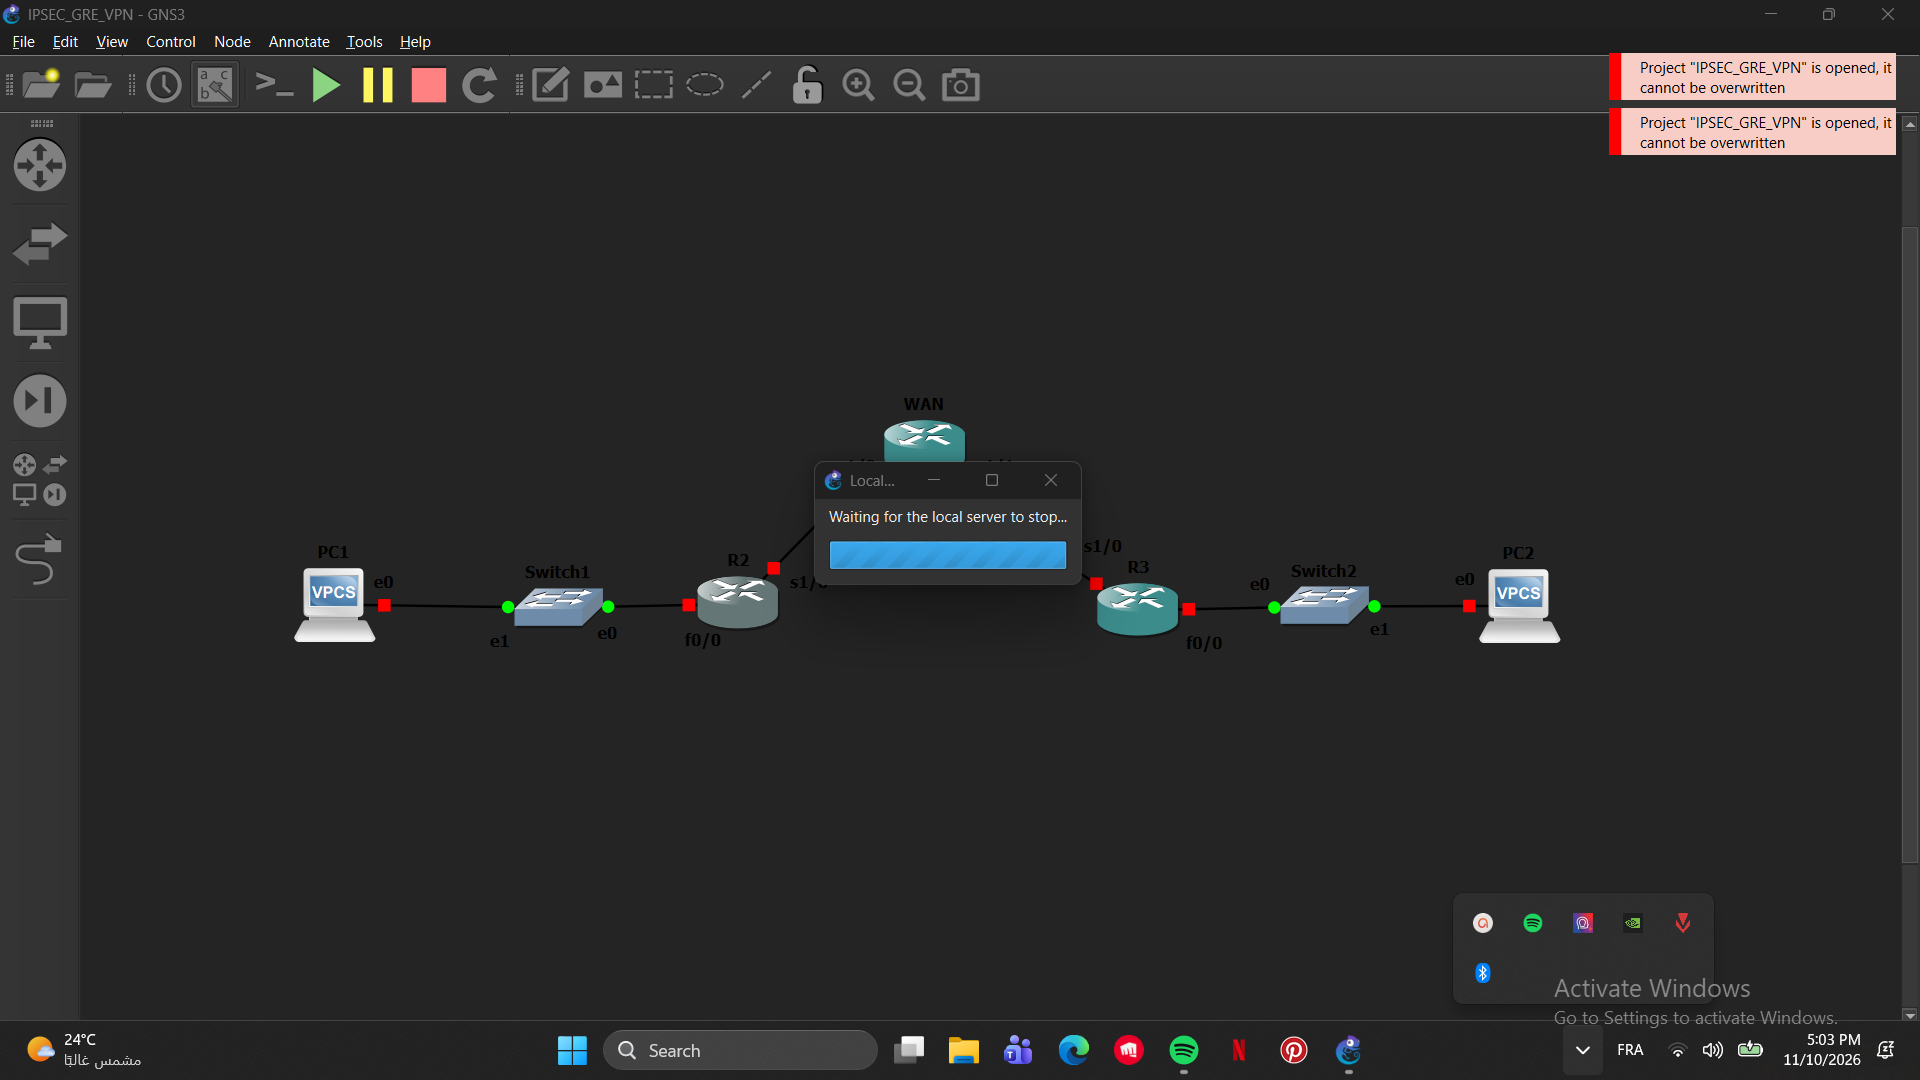 IPSEC_GRE_VPN - GNS3
File Edit View Control Node Annotate Tools Help
Project "IPSEC_GRE_VPN" is opened, it
cannot be overwritten
Project "IPSEC_GRE_VPN" is opened, it
cannot be overwritten
WAN
Local...
Waiting for the local server to stop...
PC1
VPCS
e0
Switch1
e1
e0
R2
f0/0
s1/0
s1/0
R3
f0/0
Switch2
e0
e1
PC2
e0
VPCS
Activate Windows
Go to Settings to activate Windows.
24°C
مشمس غالبًا
Search
FRA
5:03 PM
11/10/2026